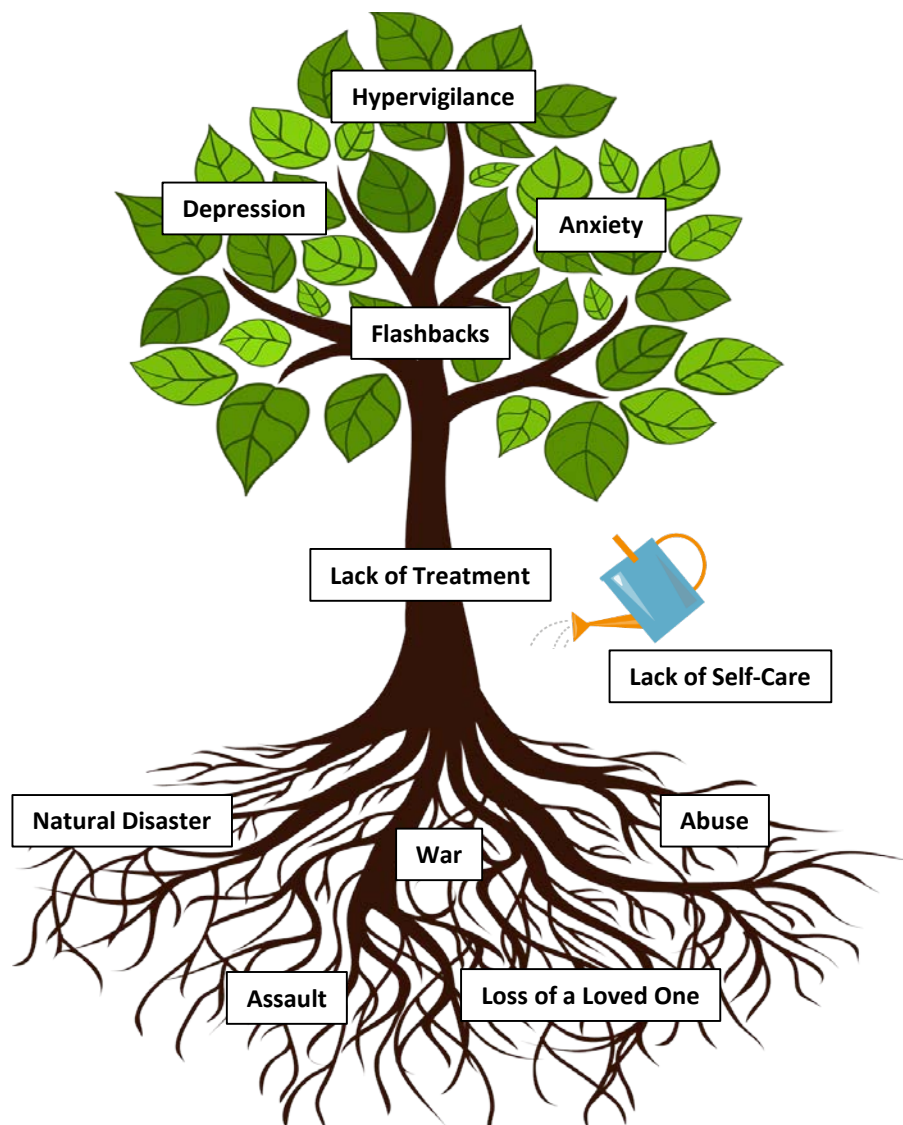 Hypervigilance
Depression
Anxiety
Flashbacks
Lack of Treatment
Lack of Self-Care
Natural Disaster
Abuse
War
Assault
Loss of a Loved One